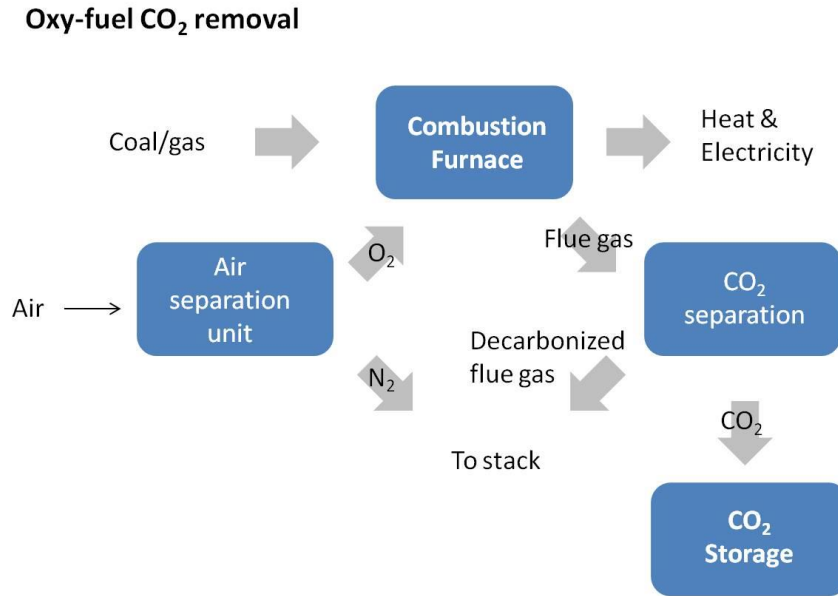 Oxy-fuel CO₂ removal
Coal/gas
Combustion
Furnace
Heat &
Electricity
O₂
Flue gas
Air
Air
separation
unit
CO₂
separation
N₂
Decarbonized
flue gas
CO₂
To stack
CO₂
Storage